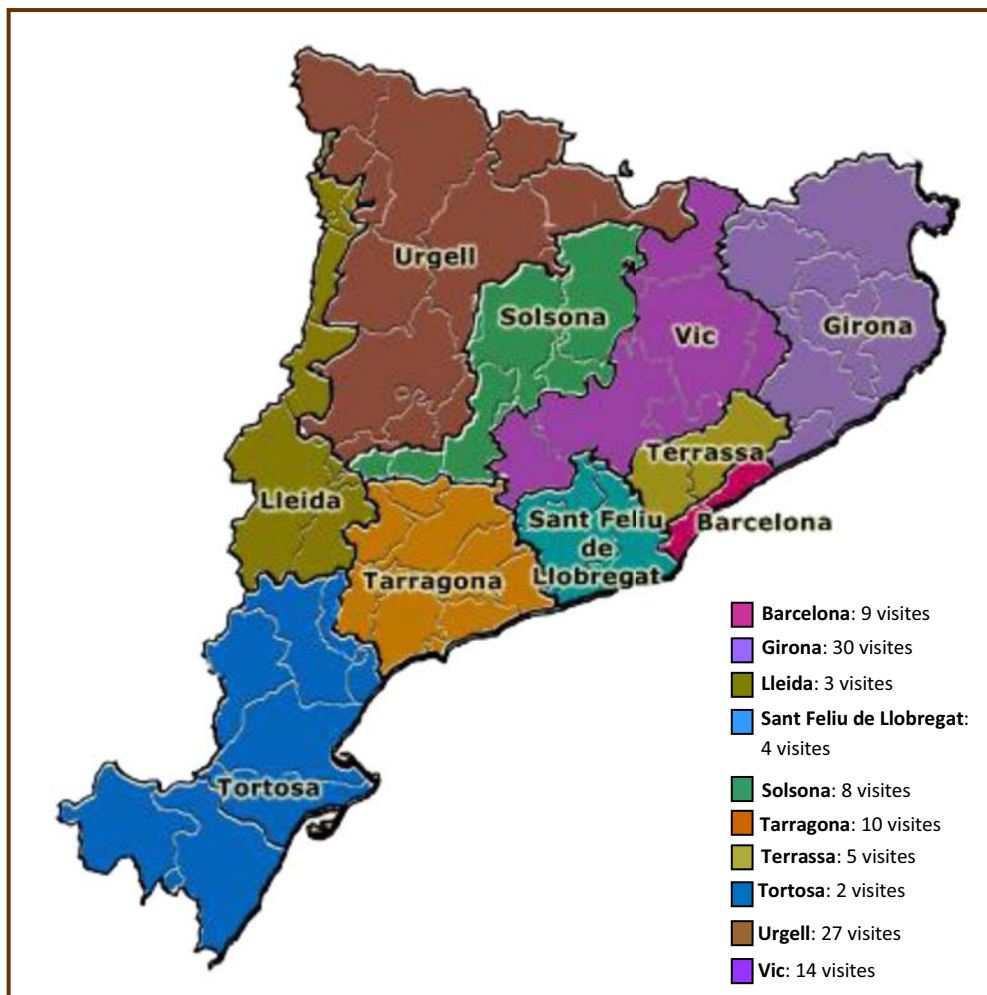 Urgell
Solsona
Vic
Girona
Terrassa
Lleida
Sant Feliu
de
Llobregat
Barcelona
Tarragona
Tortosa
Barcelona: 9 visites
Girona: 30 visites
Lleida: 3 visites
Sant Feliu de Llobregat:
4 visites
Solsona: 8 visites
Tarragona: 10 visites
Terrassa: 5 visites
Tortosa: 2 visites
Urgell: 27 visites
Vic: 14 visites